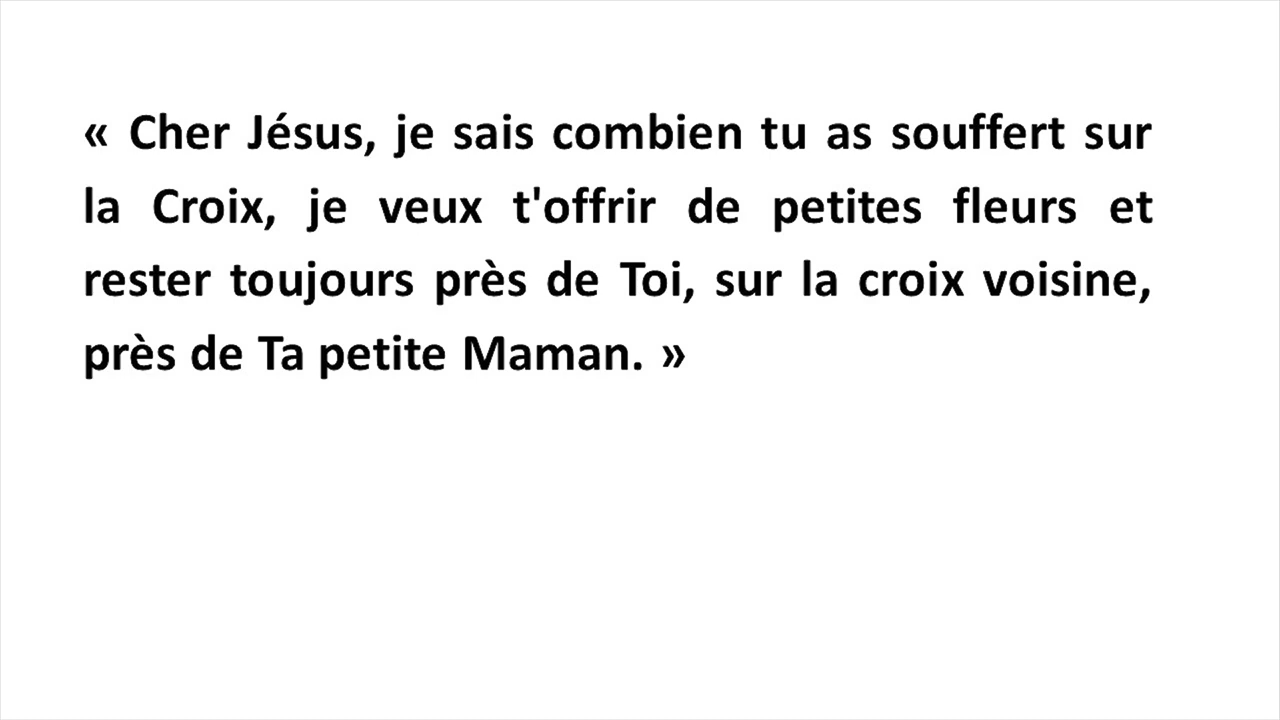 « Cher Jésus, je sais combien tu as souffert sur
la Croix, je veux t'offrir de petites fleurs et
rester toujours près de Toi, sur la croix voisine,
près de Ta petite Maman. »